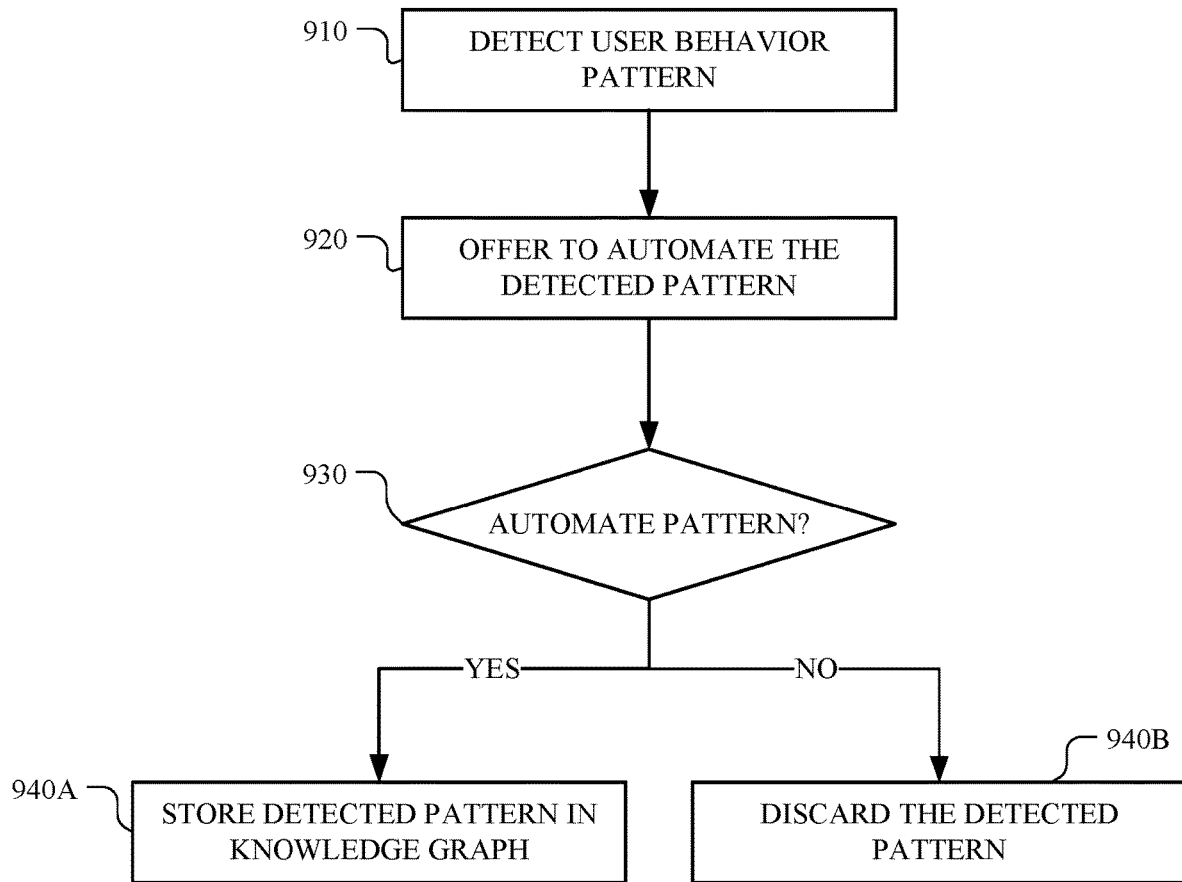 910
DETECT USER BEHAVIOR
PATTERN
920
OFFER TO AUTOMATE THE
DETECTED PATTERN
930
AUTOMATE PATTERN?
YES
NO
940A
STORE DETECTED PATTERN IN
KNOWLEDGE GRAPH
940B
DISCARD THE DETECTED
PATTERN